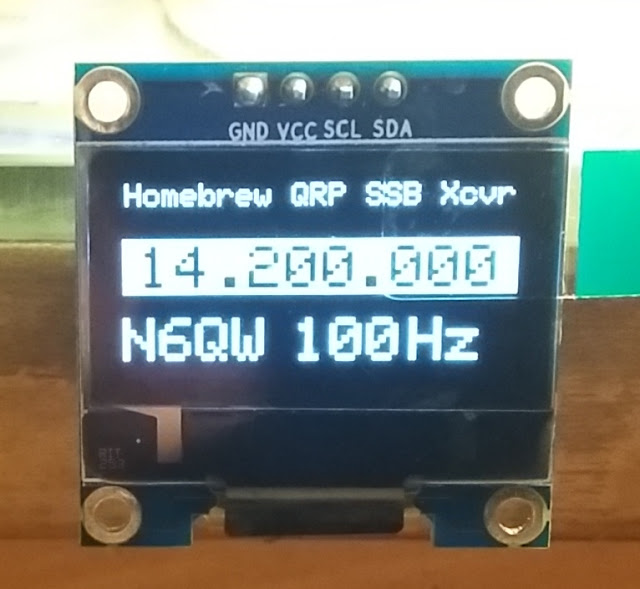 GND VCC SCL SDA
Homebrew QRP SSB Xcvr
14.200.000
N6QW 100Hz